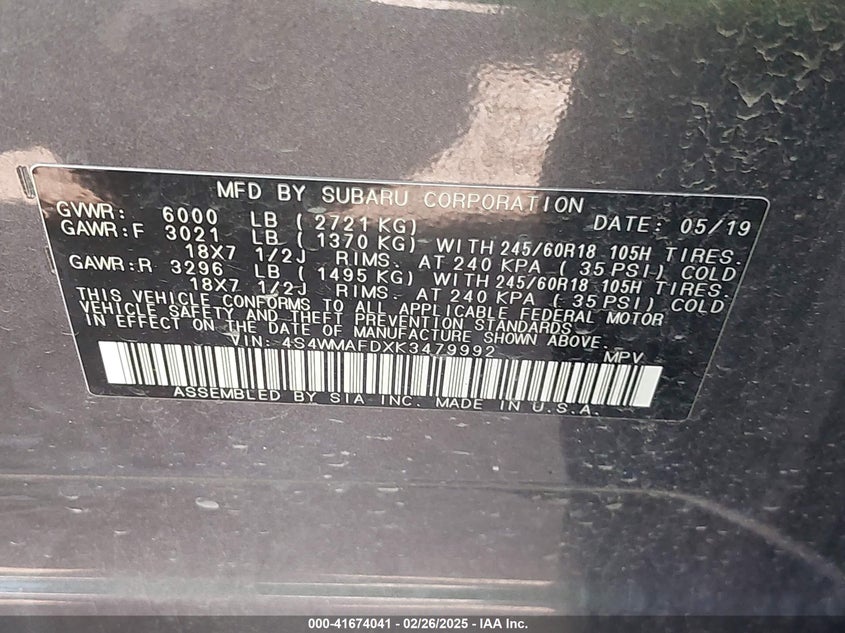 MFD BY SUBARU CORPORATION
GVWR: 6000 LB ( 2721 KG) DATE: 05/19
GAWR:F 3021 LB ( 1370 KG) WITH 245/60R18 105H TIRES.
18X7 1/2J RIMS. AT 240 KPA ( 35 PSI) COLD
GAWR:R 3296 LB ( 1495 KG) WITH 245/60R18 105H TIRES.
18X7 1/2J RIMS. AT 240 KPA ( 35 PSI) COLD
THIS VEHICLE CONFORMS TO ALL APPLICABLE FEDERAL MOTOR
VEHICLE SAFETY AND THEFT PREVENTION STANDARDS
IN EFFECT ON THE DATE OF MANUFACTURE SHOWN ABOVE.
VIN: 4S4WMAFDXK3479992 MPV
ASSEMBLED BY SIA INC. MADE IN U.S.A.
000-41674041 - 02/26/2025 - IAA Inc.